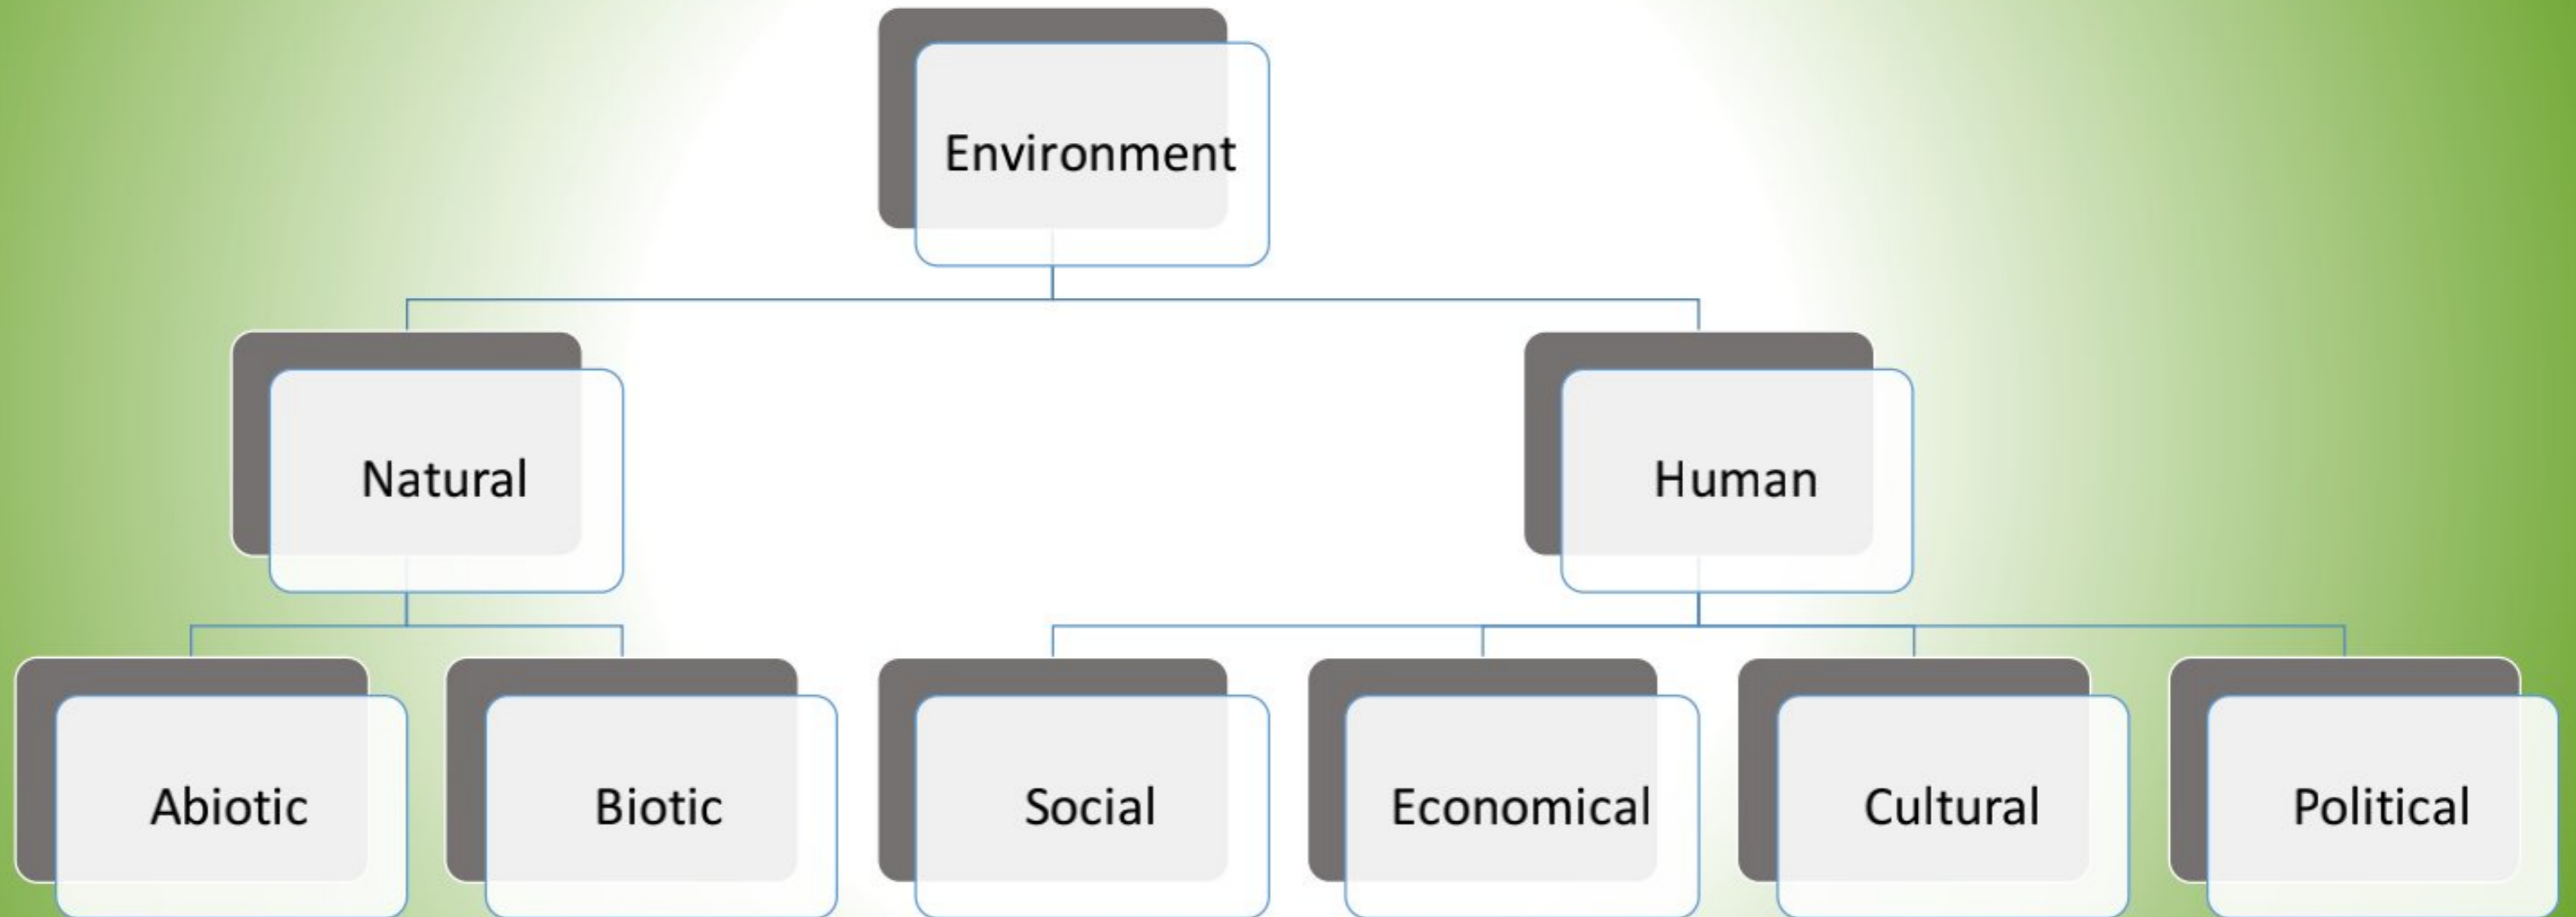 Environment
Natural
Human
Abiotic
Biotic
Social
Economical
Cultural
Political